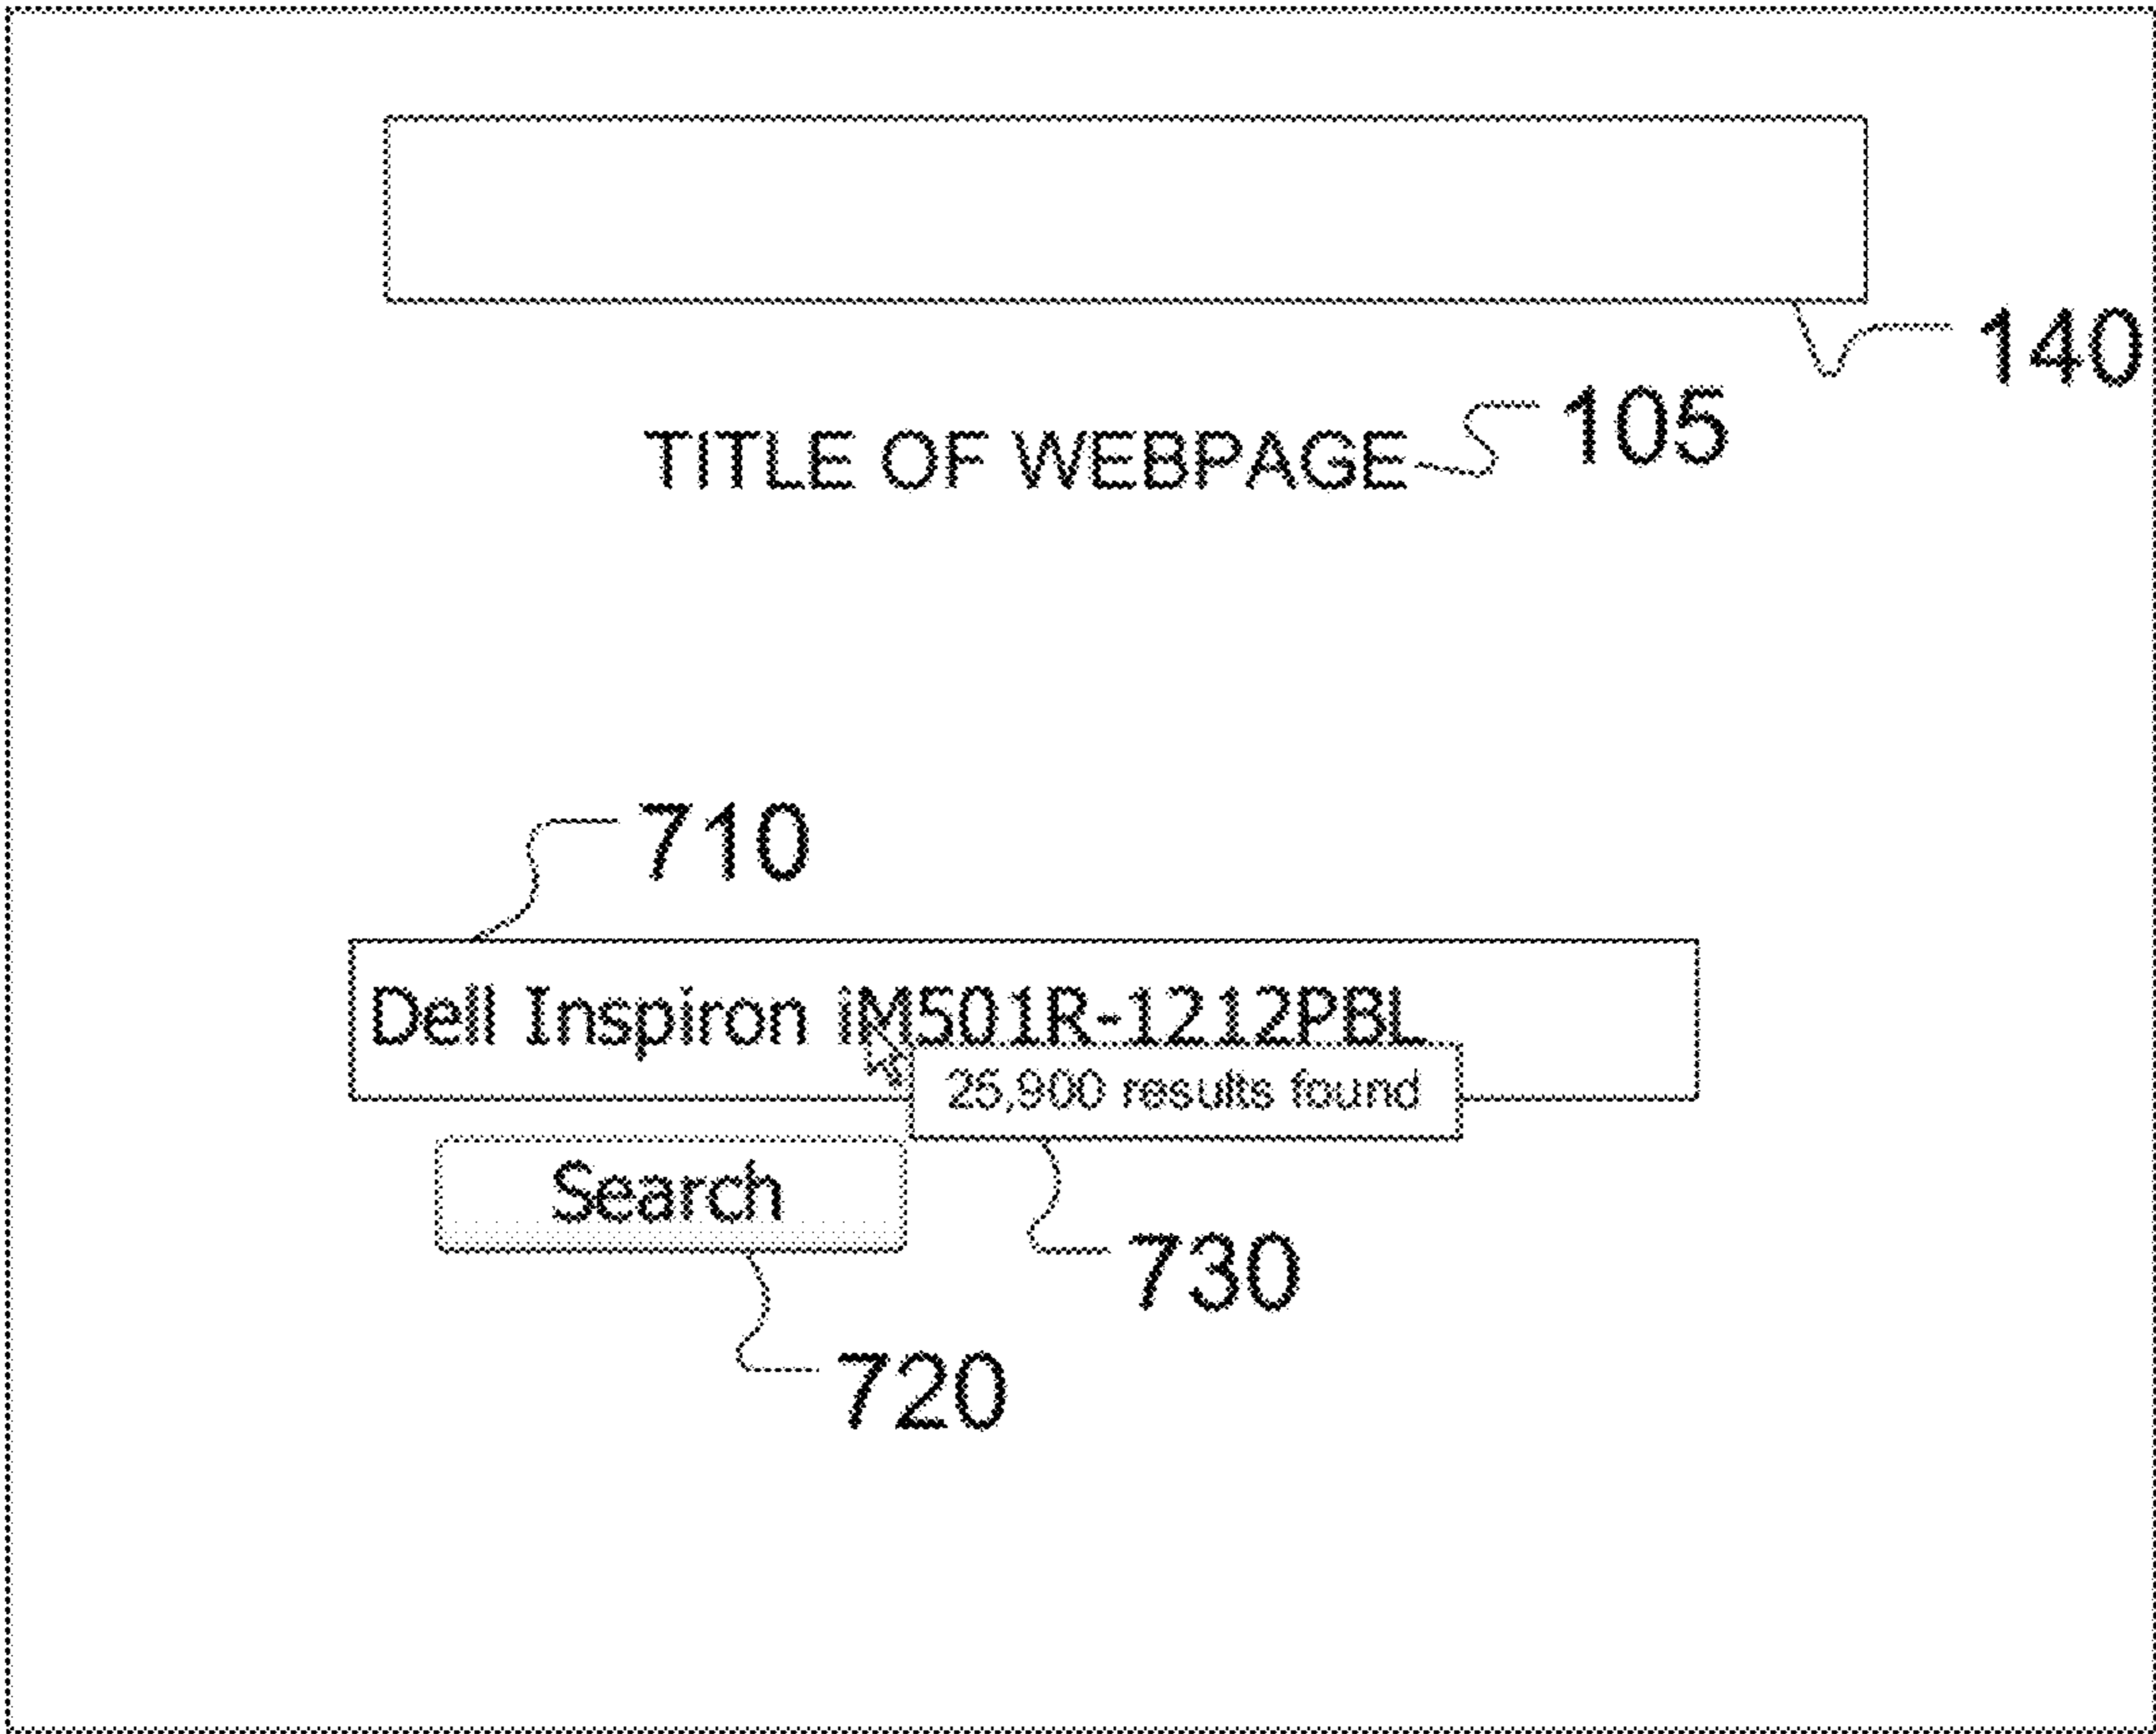 140
TITLE OF WEBPAGE 105
710
Dell Inspiron iM501R-1212PBL
25,900 results found
Search
730
720